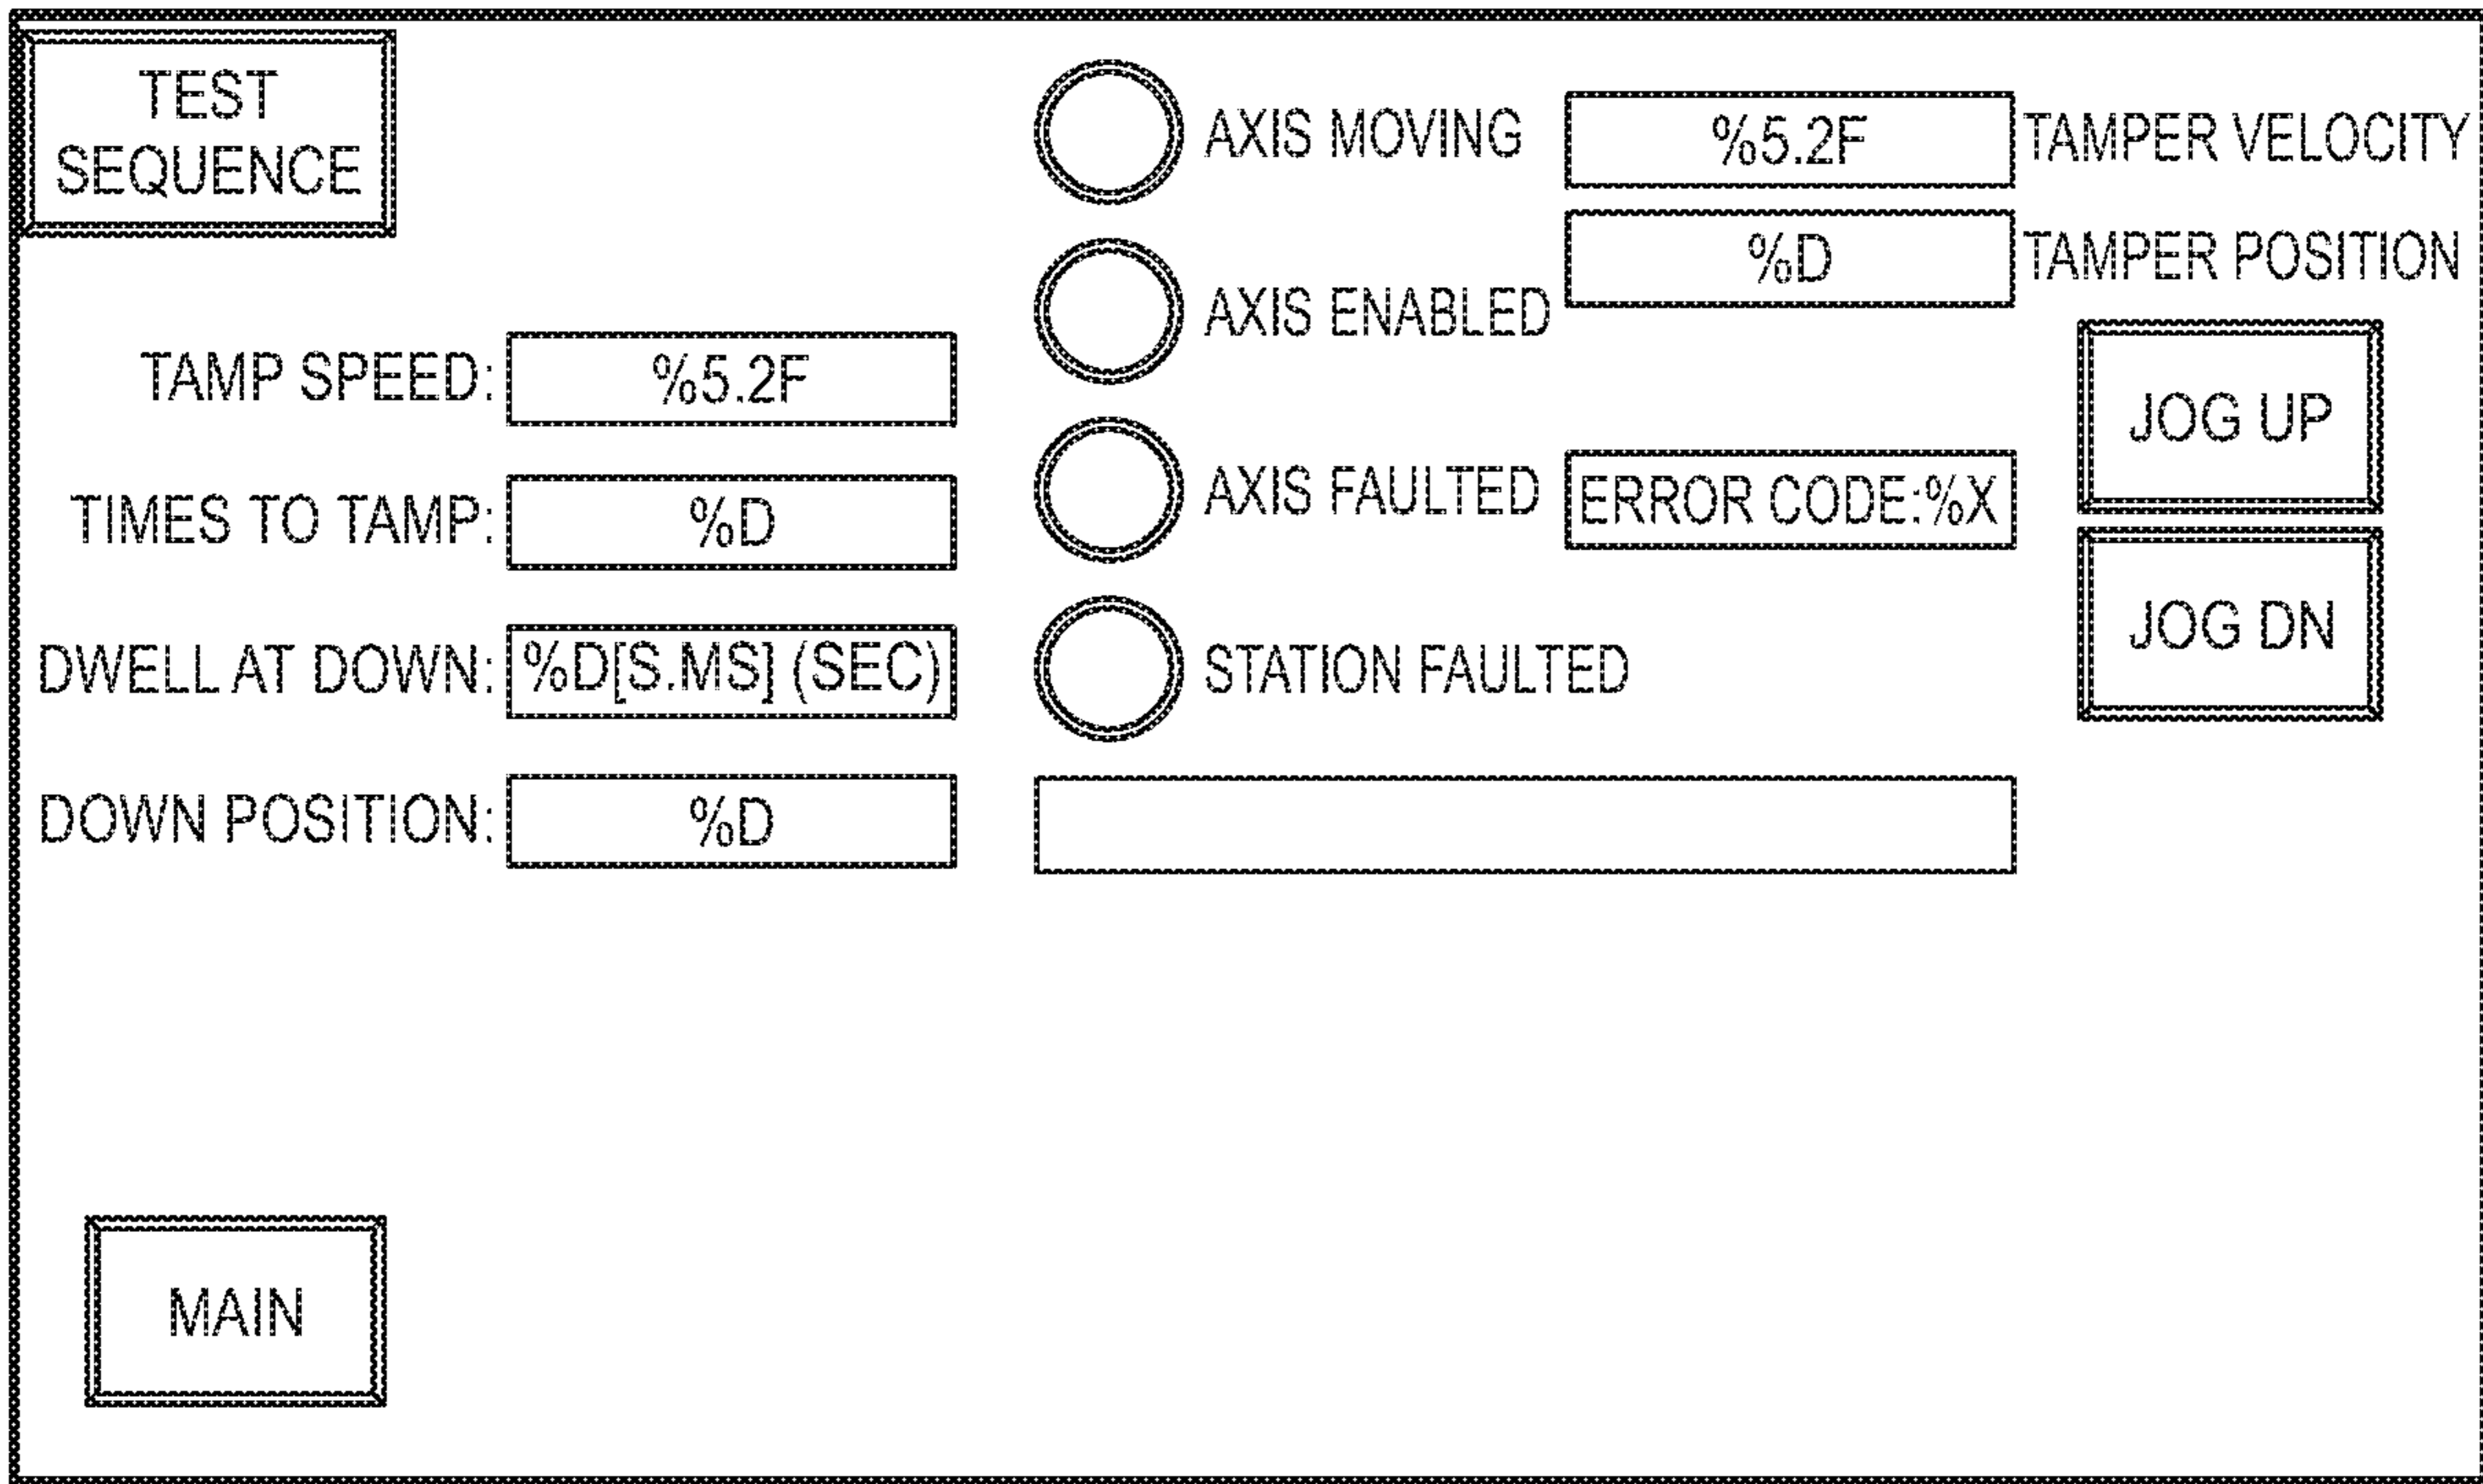 TEST
SEQUENCE
TAMP SPEED: %5.2F
TIMES TO TAMP: %D
DWELL AT DOWN: %D[S.MS] (SEC)
DOWN POSITION: %D
MAIN
AXIS MOVING
AXIS ENABLED
AXIS FAULTED
STATION FAULTED
%5.2F TAMPER VELOCITY
%D TAMPER POSITION
ERROR CODE:%X
JOG UP
JOG DN